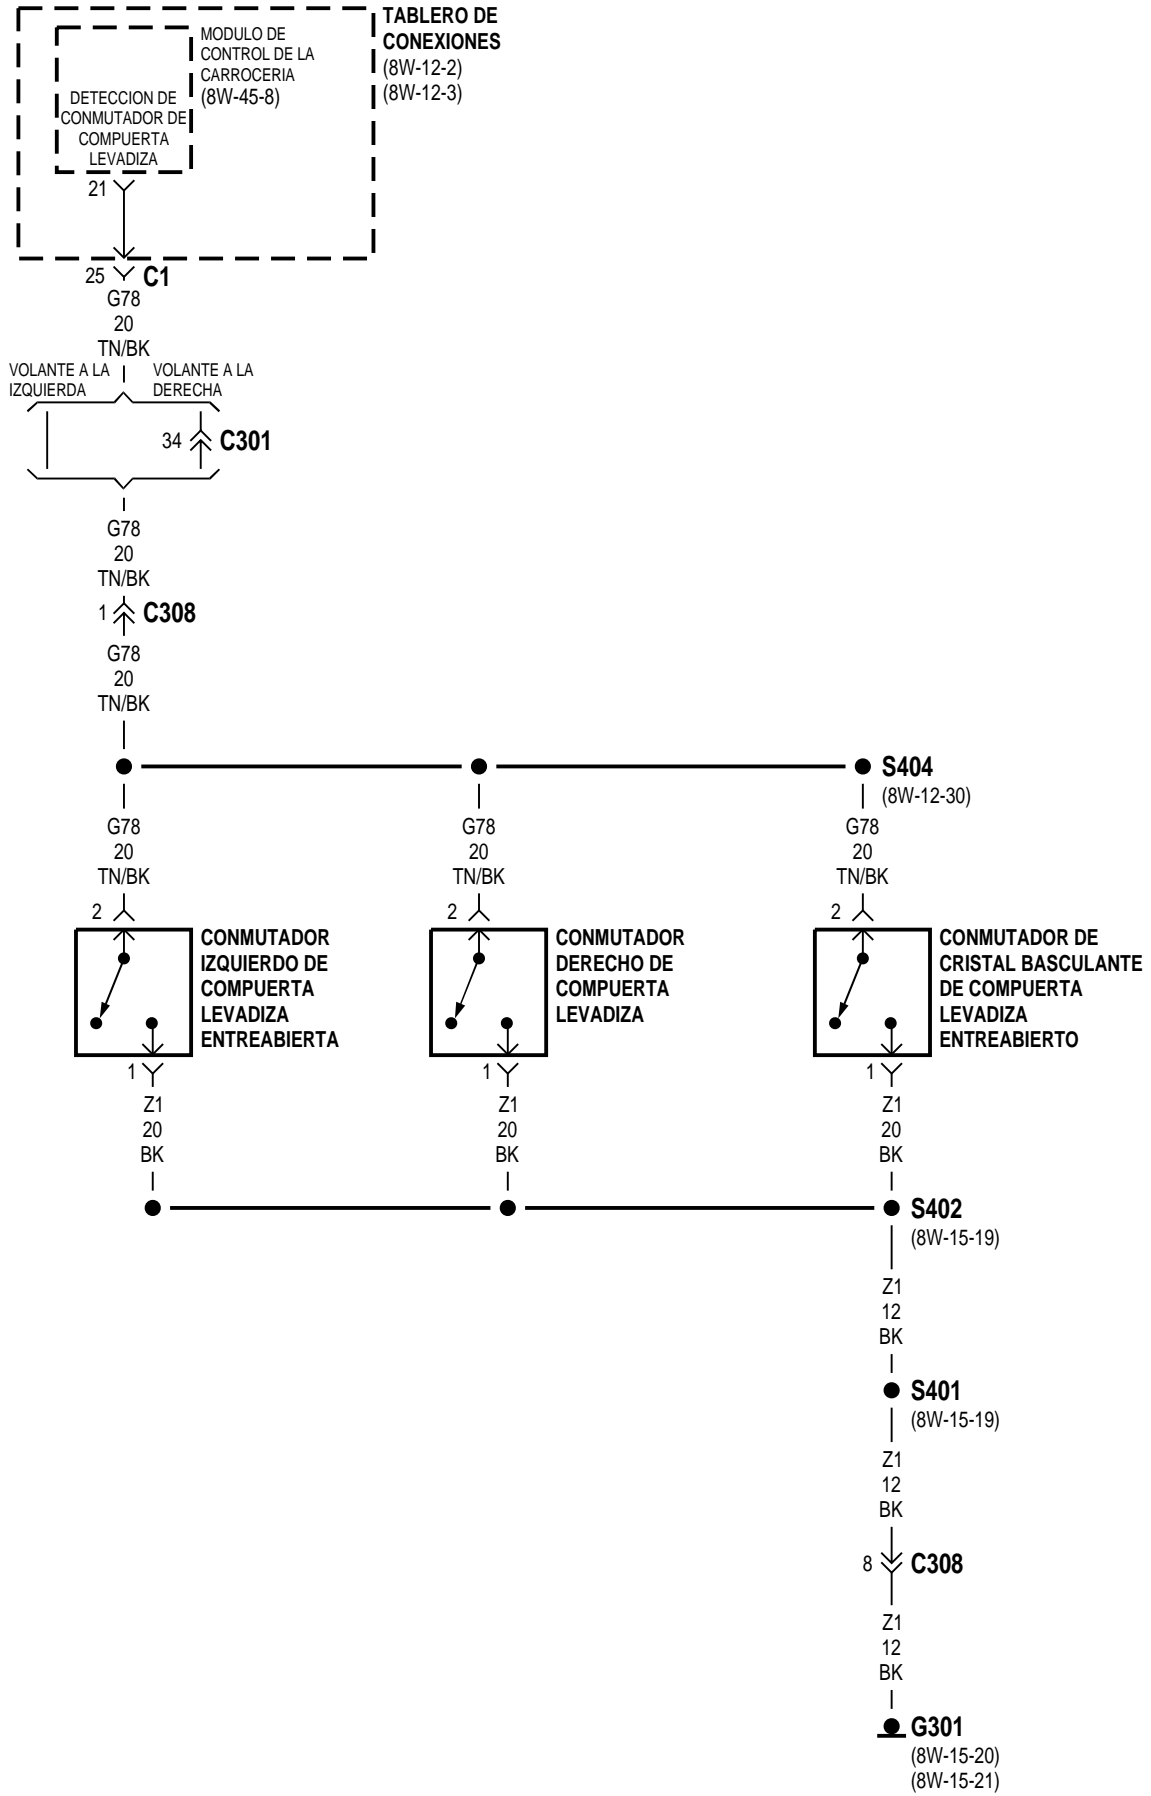 TABLERO DE
CONEXIONES
(8W-12-2)
(8W-12-3)
MODULO DE
CONTROL DE LA
CARROCERIA
(8W-45-8)
DETECCION DE
CONMUTADOR DE
COMPUERTA
LEVADIZA
21
25 C1
G78
20
TN/BK
VOLANTE A LA
IZQUIERDA
VOLANTE A LA
DERECHA
34 C301
G78
20
TN/BK
1 C308
G78
20
TN/BK
S404
(8W-12-30)
G78
20
TN/BK
2
G78
20
TN/BK
2
G78
20
TN/BK
2
CONMUTADOR
IZQUIERDO DE
COMPUERTA
LEVADIZA
ENTREABIERTA
CONMUTADOR
DERECHO DE
COMPUERTA
LEVADIZA
CONMUTADOR DE
CRISTAL BASCULANTE
DE COMPUERTA
LEVADIZA
ENTREABIERTO
1
Z1
20
BK
1
Z1
20
BK
1
Z1
20
BK
S402
(8W-15-19)
Z1
12
BK
S401
(8W-15-19)
Z1
12
BK
8 C308
Z1
12
BK
G301
(8W-15-20)
(8W-15-21)